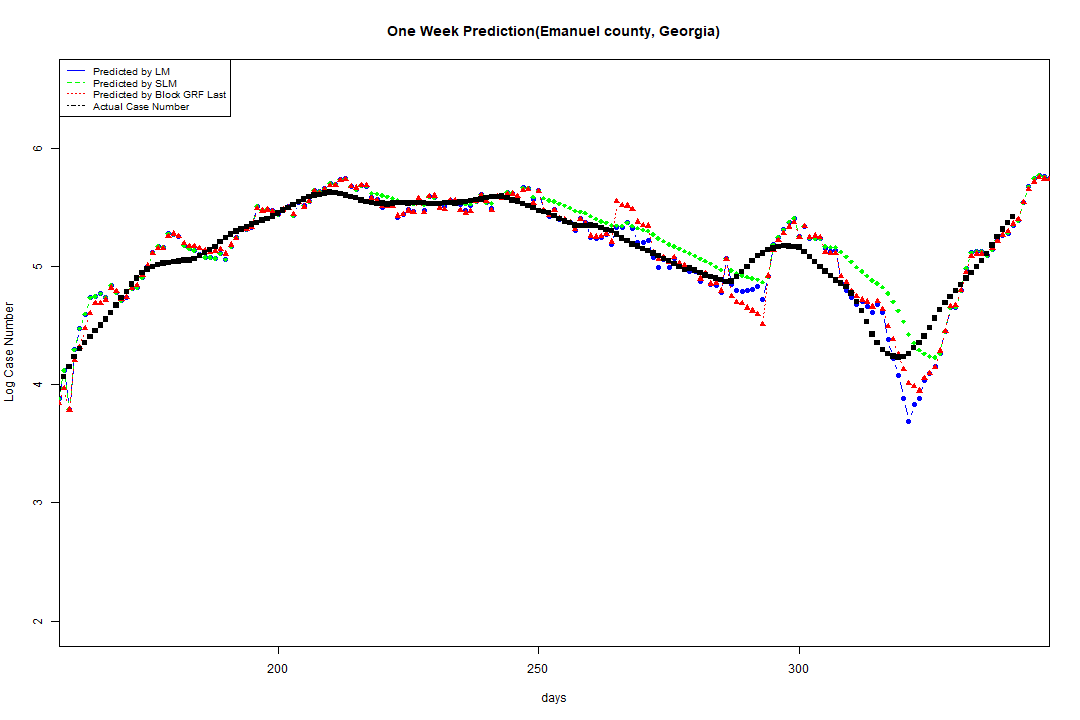 One Week Prediction(Emanuel county, Georgia)
Predicted by LM
Predicted by SLM
Predicted by Block GRF Last
Actual Case Number
6
5
4
3
2
Log Case Number
200 250 300
days